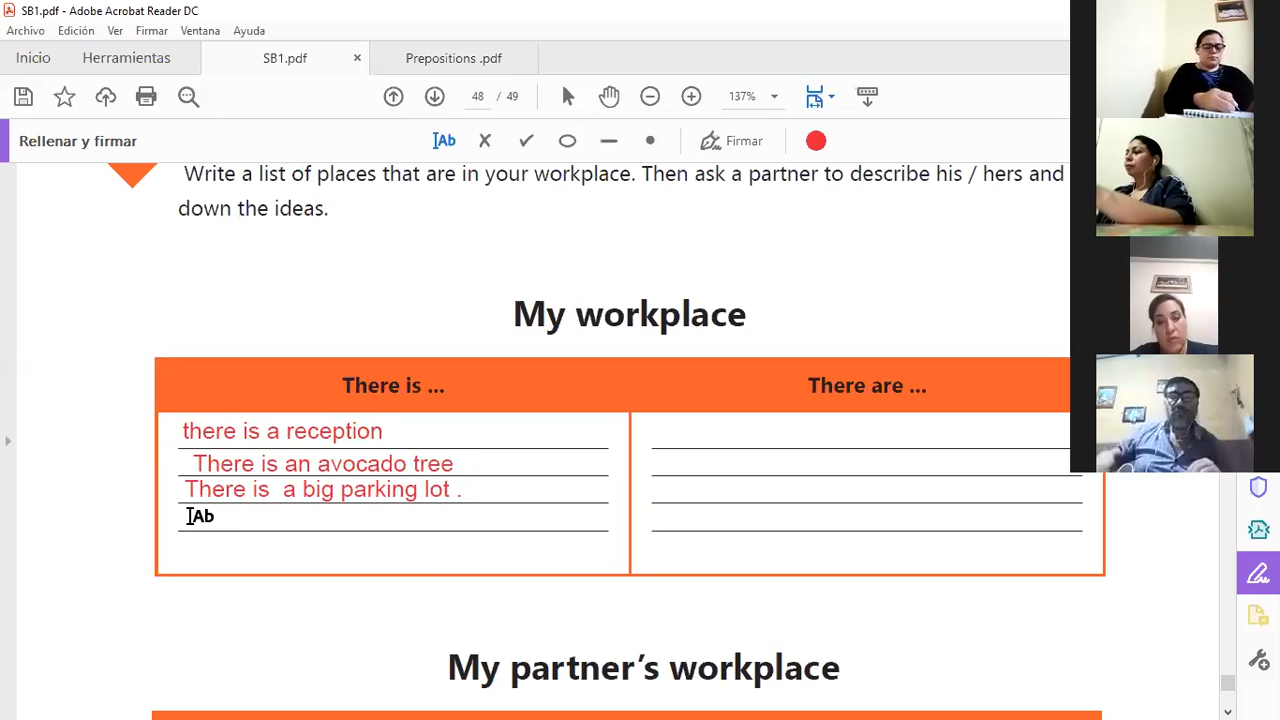 SB1.pdf - Adobe Acrobat Reader DC
Archivo Edición Ver Firmar Ventana Ayuda
Inicio Herramientas SB1.pdf × Prepositions .pdf
48 / 49 137%
Rellenar y firmar IAb Firmar
Write a list of places that are in your workplace. Then ask a partner to describe his / hers and
down the ideas.
My workplace
There is ... There are ...
there is a reception
There is an avocado tree
There is a big parking lot .
IAb
My partner's workplace